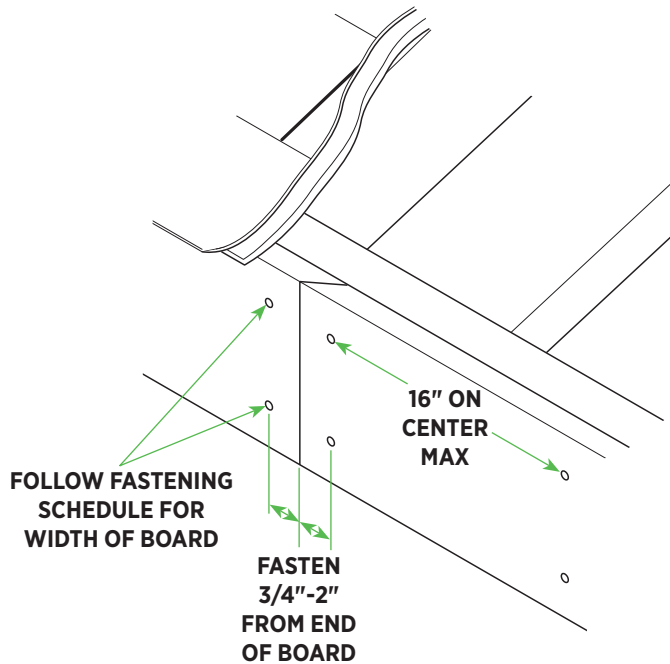 16" ON
CENTER
MAX
FOLLOW FASTENING
SCHEDULE FOR
WIDTH OF BOARD
FASTEN
3/4"-2"
FROM END
OF BOARD